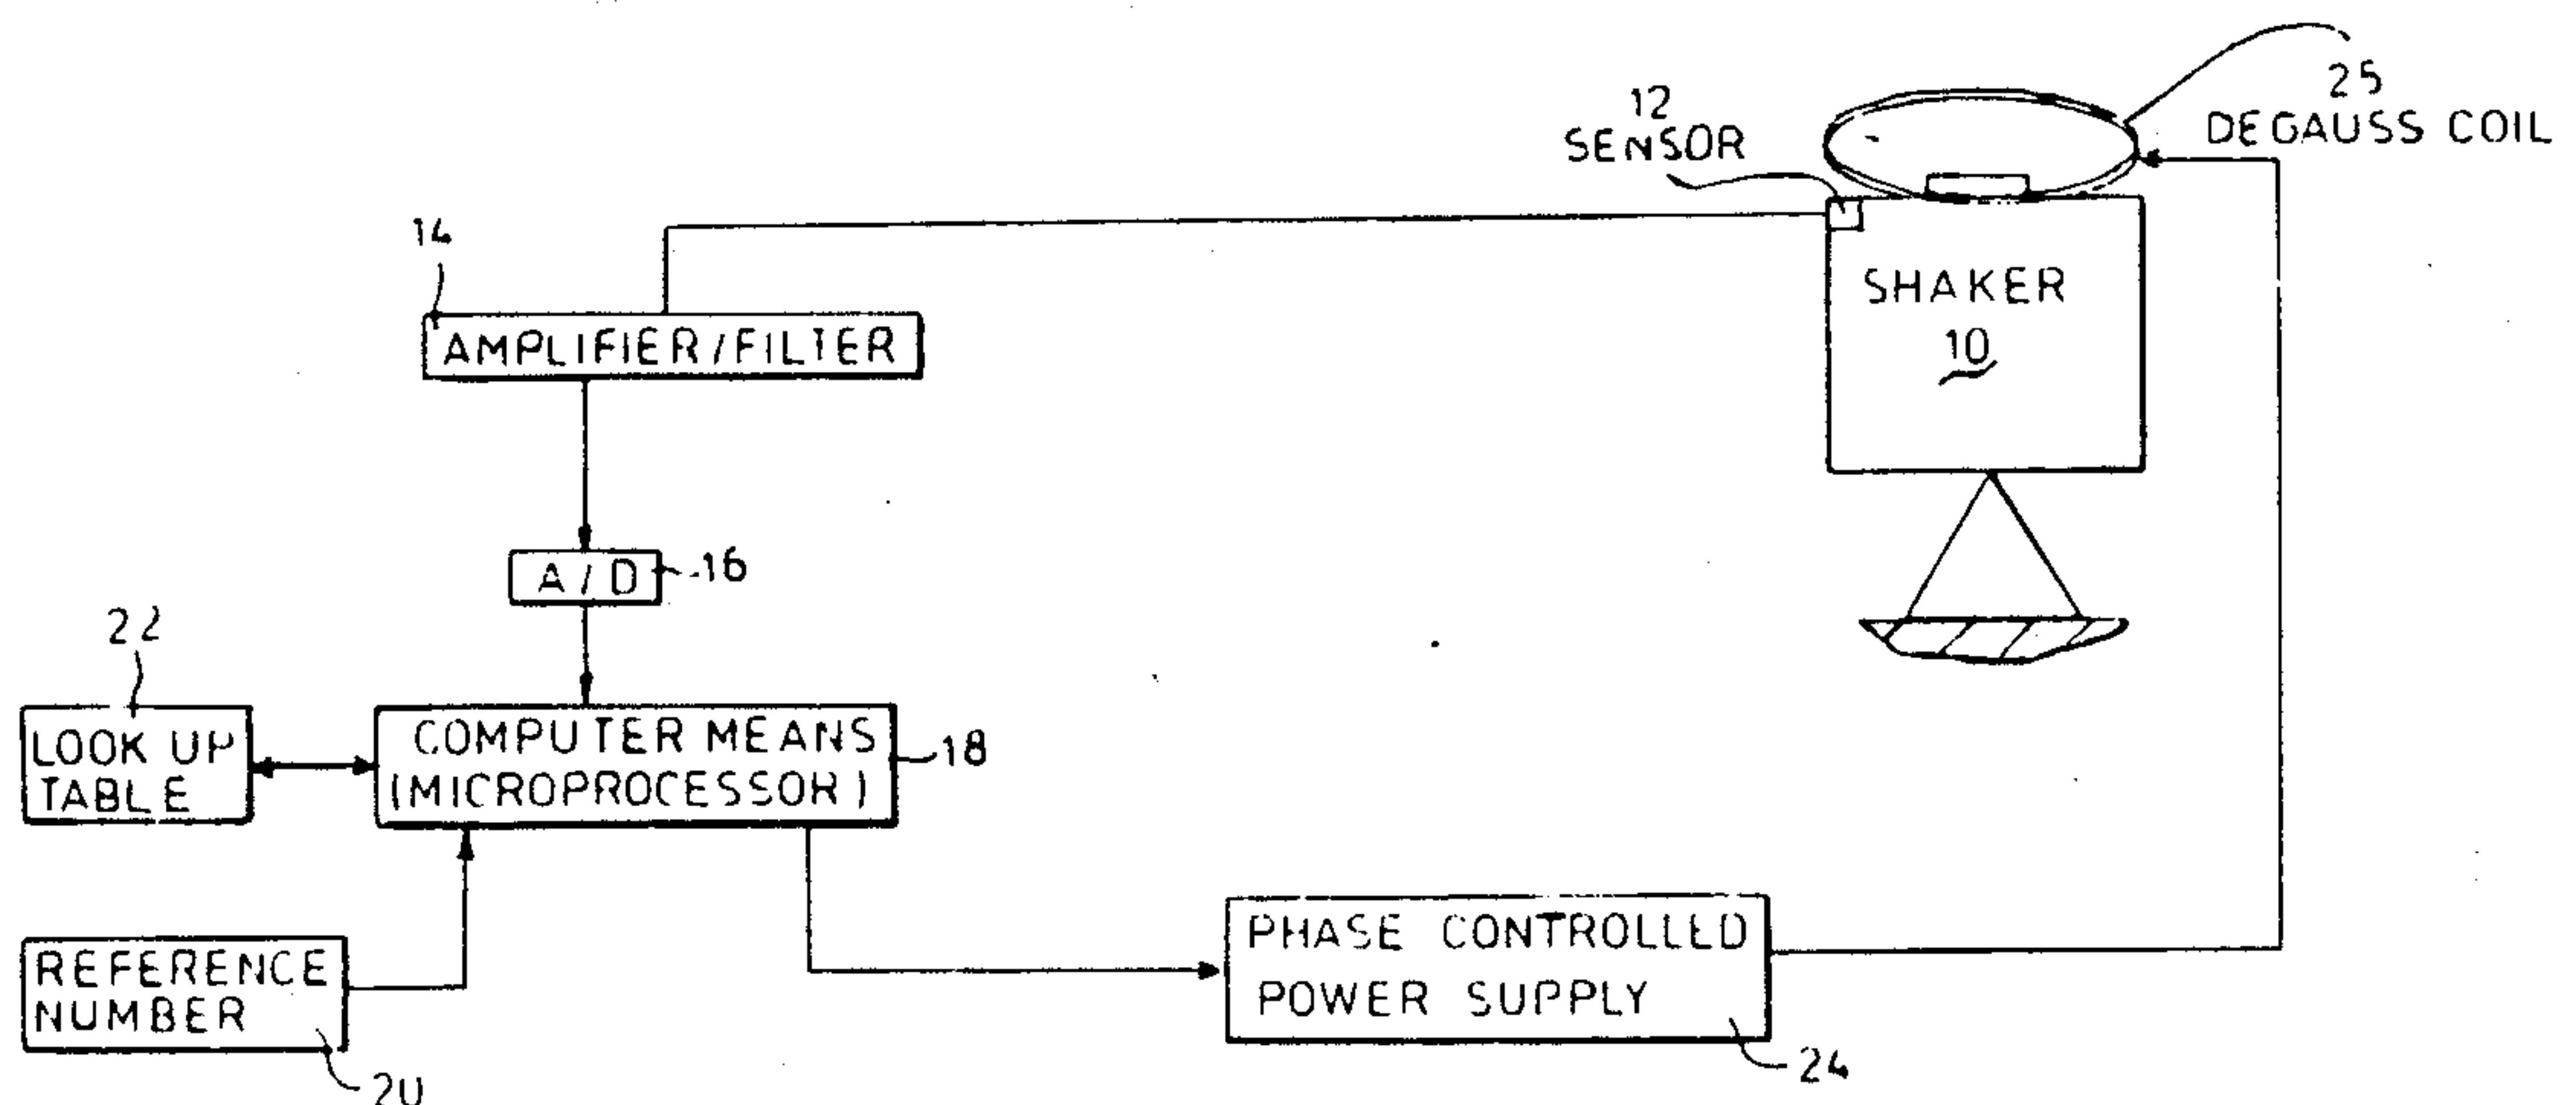 25
DEGAUSS COIL
12
SENSOR
14
SHAKER
10
AMPLIFIER/FILTER
A/D
16
22
LOOK UP
TABLE
COMPUTER MEANS
(MICROPROCESSOR)
18
REFERENCE
NUMBER
20
PHASE CONTROLLED
POWER SUPPLY
24